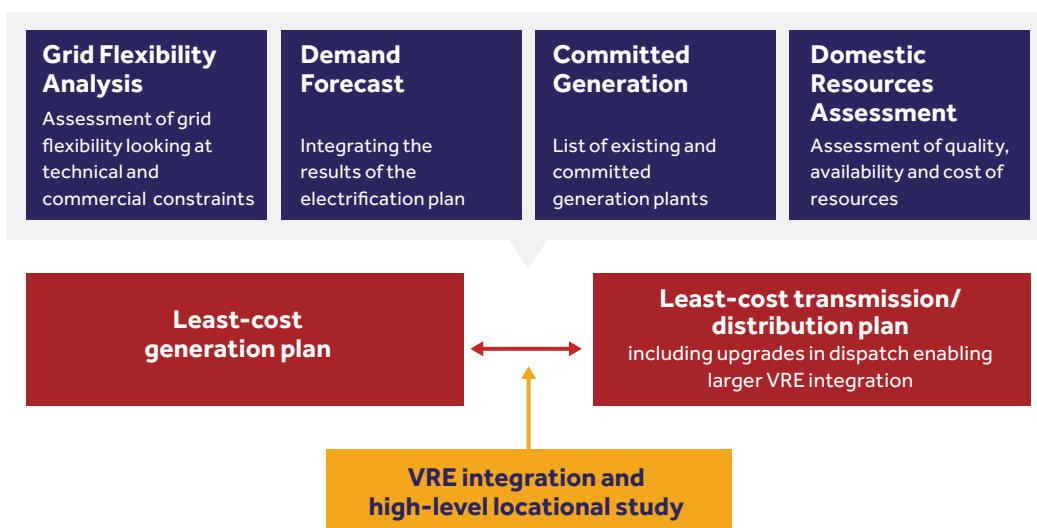 Grid Flexibility
Analysis
Assessment of grid
flexibility looking at
technical and
commercial constraints
Demand
Forecast
Integrating the
results of the
electrification plan
Committed
Generation
List of existing and
committed
generation plants
Domestic
Resources
Assessment
Assessment of quality,
availability and cost of
resources
Least-cost
generation plan
Least-cost transmission/
distribution plan
including upgrades in dispatch enabling
larger VRE integration
VRE integration and
high-level locational study